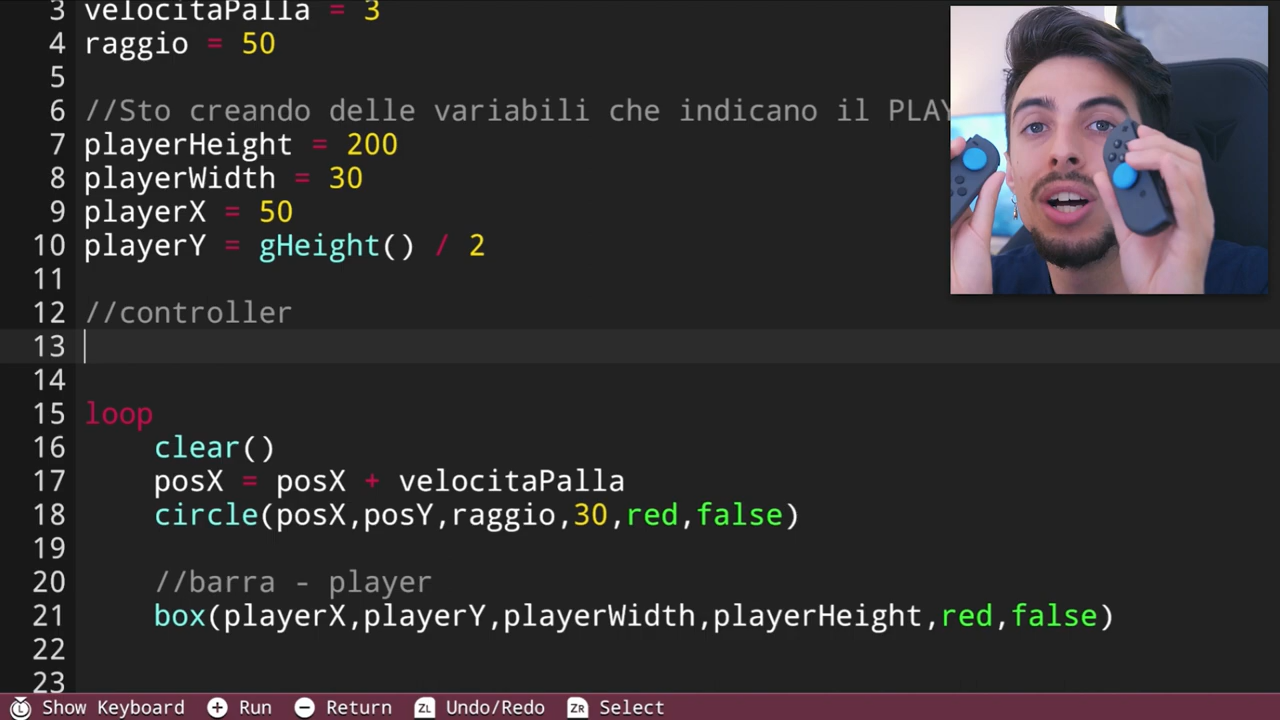 3 velocitaPalla = 3
4 raggio = 50
5
6 //Sto creando delle variabili che indicano il
7 playerHeight = 200
8 playerWidth = 30
9 playerX = 50
10 playerY = gHeight() / 2
11
12 //controller
13
14
15 loop
16 clear()
17 posX = posX + velocitaPalla
18 circle(posX,posY,raggio,30,red,false)
19
20 //barra - player
21 box(playerX,playerY,playerWidth,playerHeight,red,false)
22
23
L Show Keyboard + Run - Return ZL Undo/Redo ZR Select